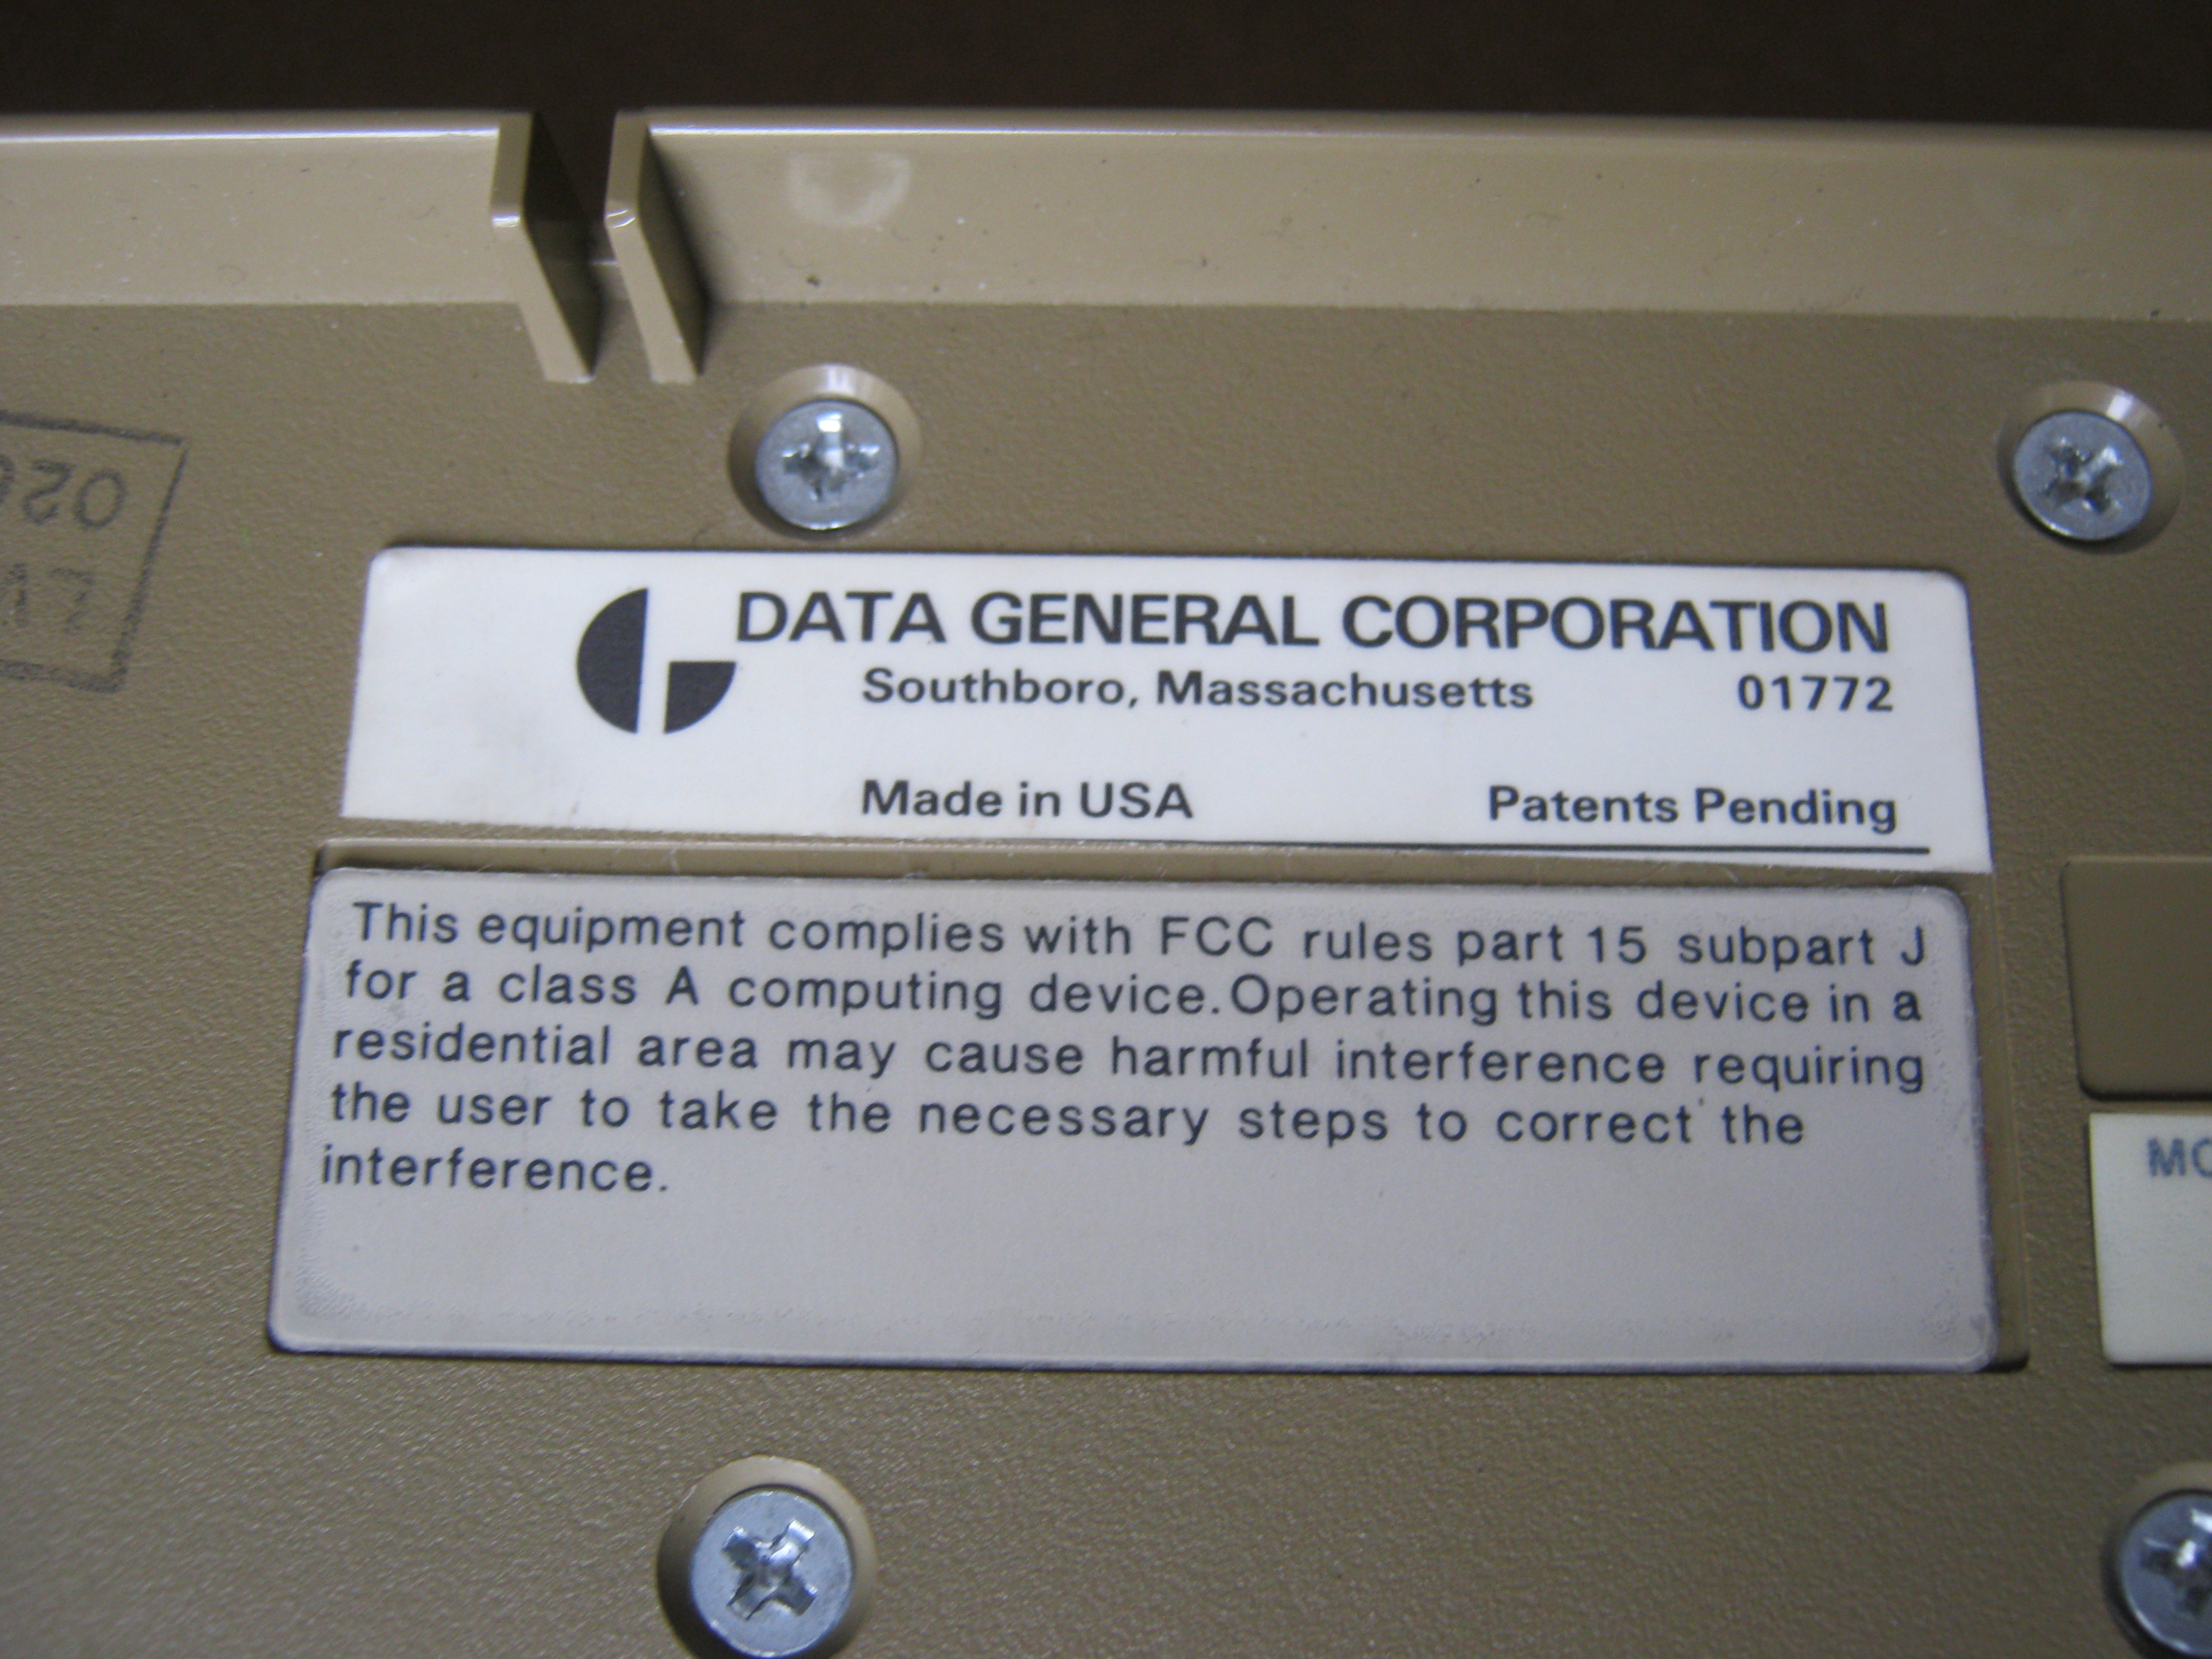 DATA GENERAL CORPORATION
Southboro, Massachusetts 01772
Made in USA Patents Pending
This equipment complies with FCC rules part 15 subpart J
for a class A computing device. Operating this device in a
residential area may cause harmful interference requiring
the user to take the necessary steps to correct the
interference.